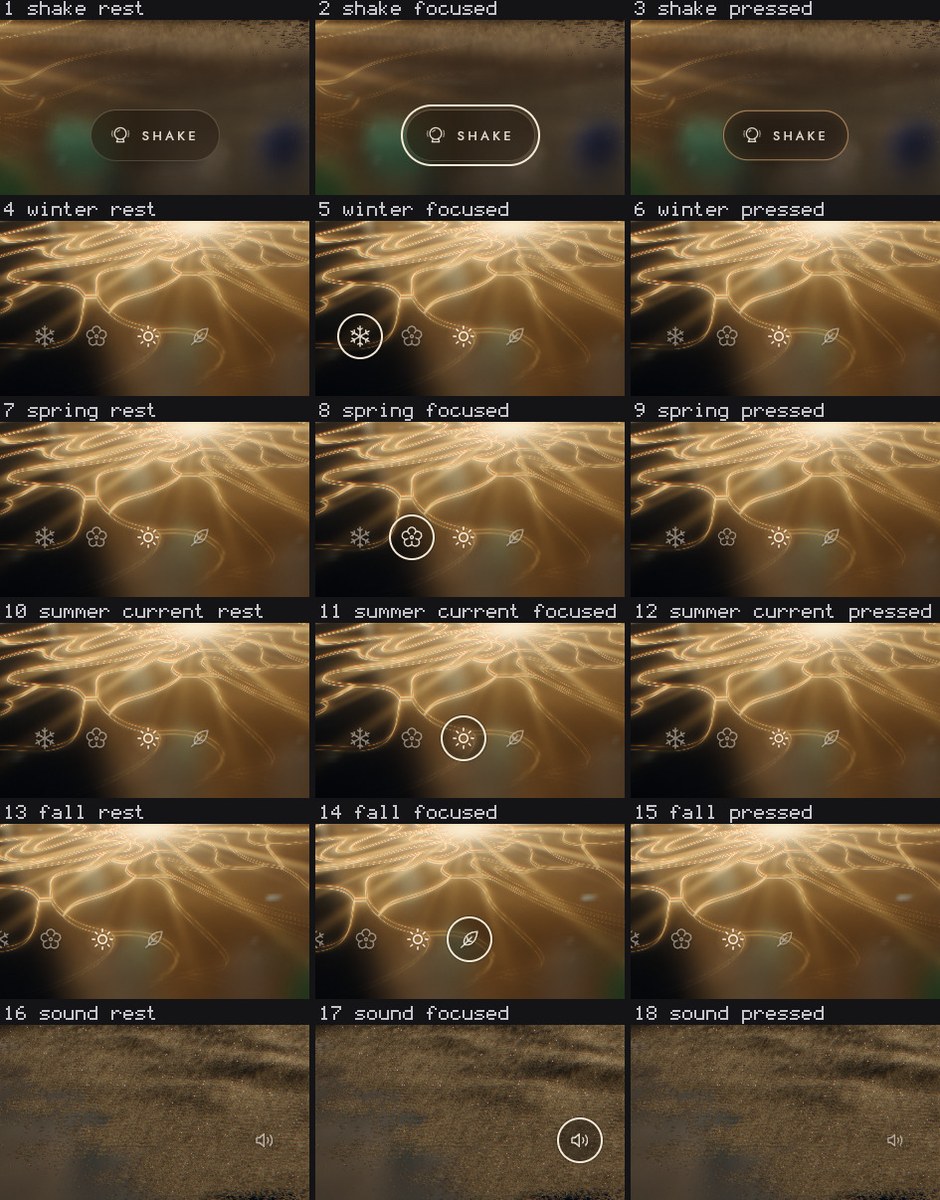 1 shake rest
2 shake focused
3 shake pressed
SHAKE
SHAKE
SHAKE
4 winter rest
5 winter focused
6 winter pressed
7 spring rest
8 spring focused
9 spring pressed
10 summer current rest
11 summer current focused
12 summer current pressed
13 fall rest
14 fall focused
15 fall pressed
16 sound rest
17 sound focused
18 sound pressed